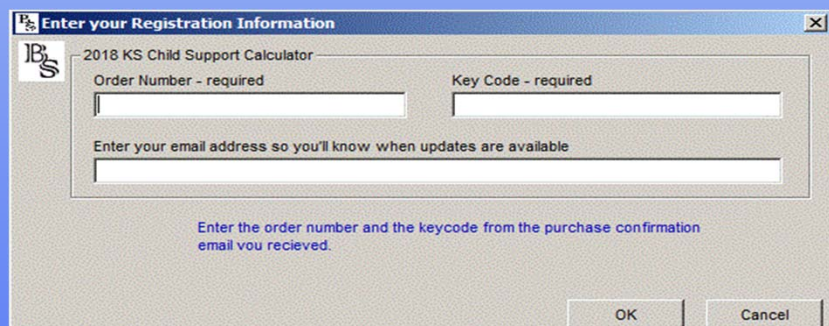 Enter your Registration Information
BS
2018 KS Child Support Calculator
Order Number - required Key Code - required
Enter your email address so you'll know when updates are available
Enter the order number and the keycode from the purchase confirmation
email you recieved.
OK Cancel